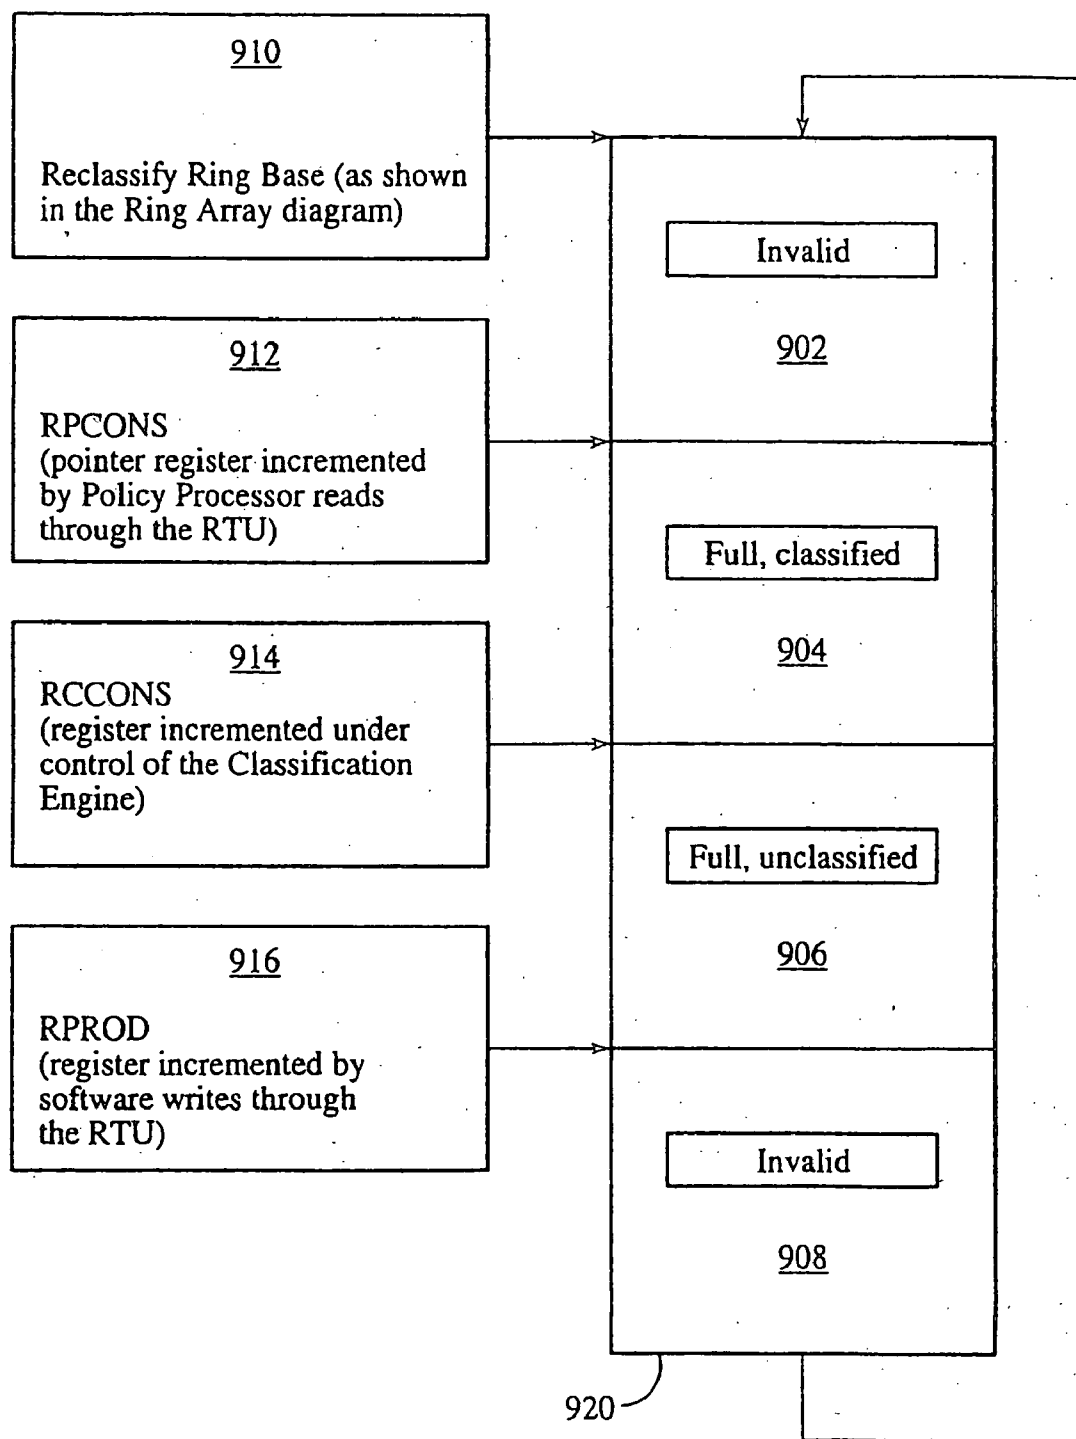 910
Reclassify Ring Base (as shown
in the Ring Array diagram)
912
RPCONS
(pointer register incremented
by Policy Processor reads
through the RTU)
914
RCCONS
(register incremented under
control of the Classification
Engine)
916
RPROD
(register incremented by
software writes through
the RTU)
Invalid
902
Full, classified
904
Full, unclassified
906
Invalid
908
920